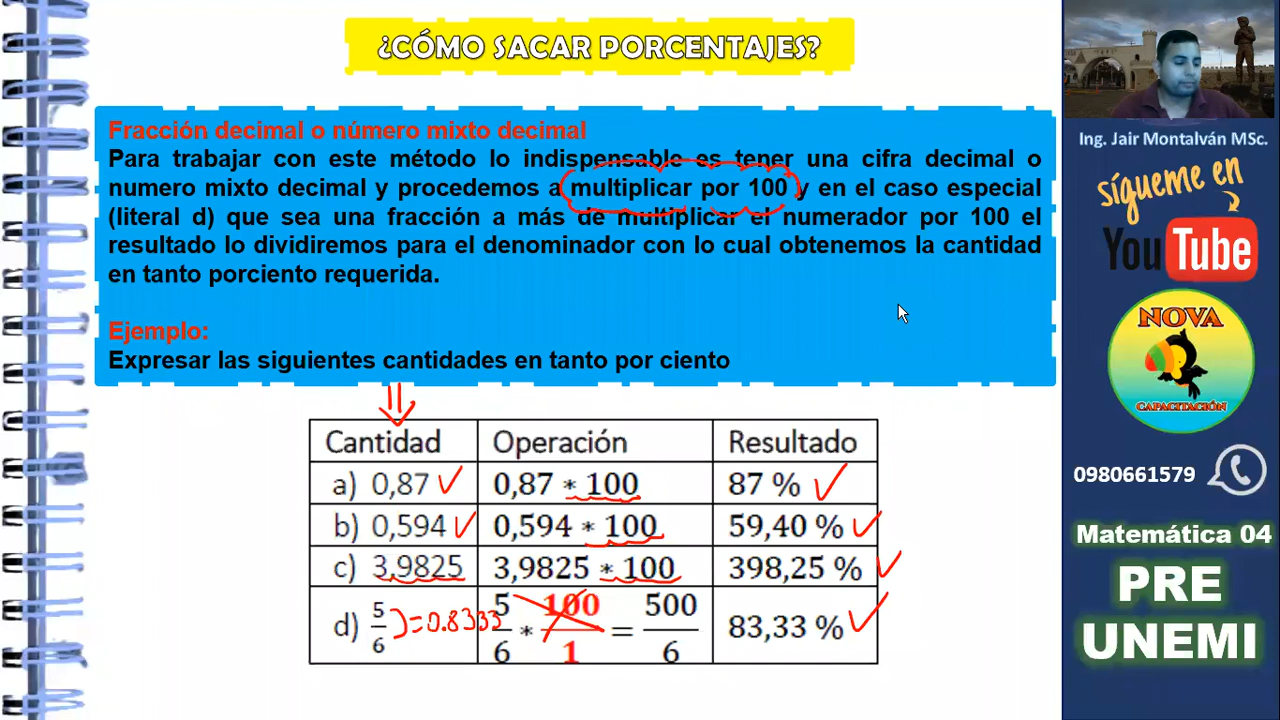 ¿CÓMO SACAR PORCENTAJES?
Fracción decimal o número mixto decimal
Para trabajar con este método lo indispensable es tener una cifra decimal o
numero mixto decimal y procedemos a multiplicar por 100 y en el caso especial
(literal d) que sea una fracción a más de multiplicar el numerador por 100 el
resultado lo dividiremos para el denominador con lo cual obtenemos la cantidad
en tanto porciento requerida.
Ejemplo:
Expresar las siguientes cantidades en tanto por ciento
Cantidad Operación Resultado
a) 0,87 0,87 * 100 87 %
b) 0,594 0,594 * 100 59,40 %
c) 3,9825 3,9825 * 100 398,25 %
d) 5/6 =0.8333 5/6 * 100/1 = 500/6 83,33 %
Ing. Jair Montalván MSc.
sígueme en
YouTube
NOVA
CAPACITACIÓN
0980661579
Matemática 04
PRE
UNEMI